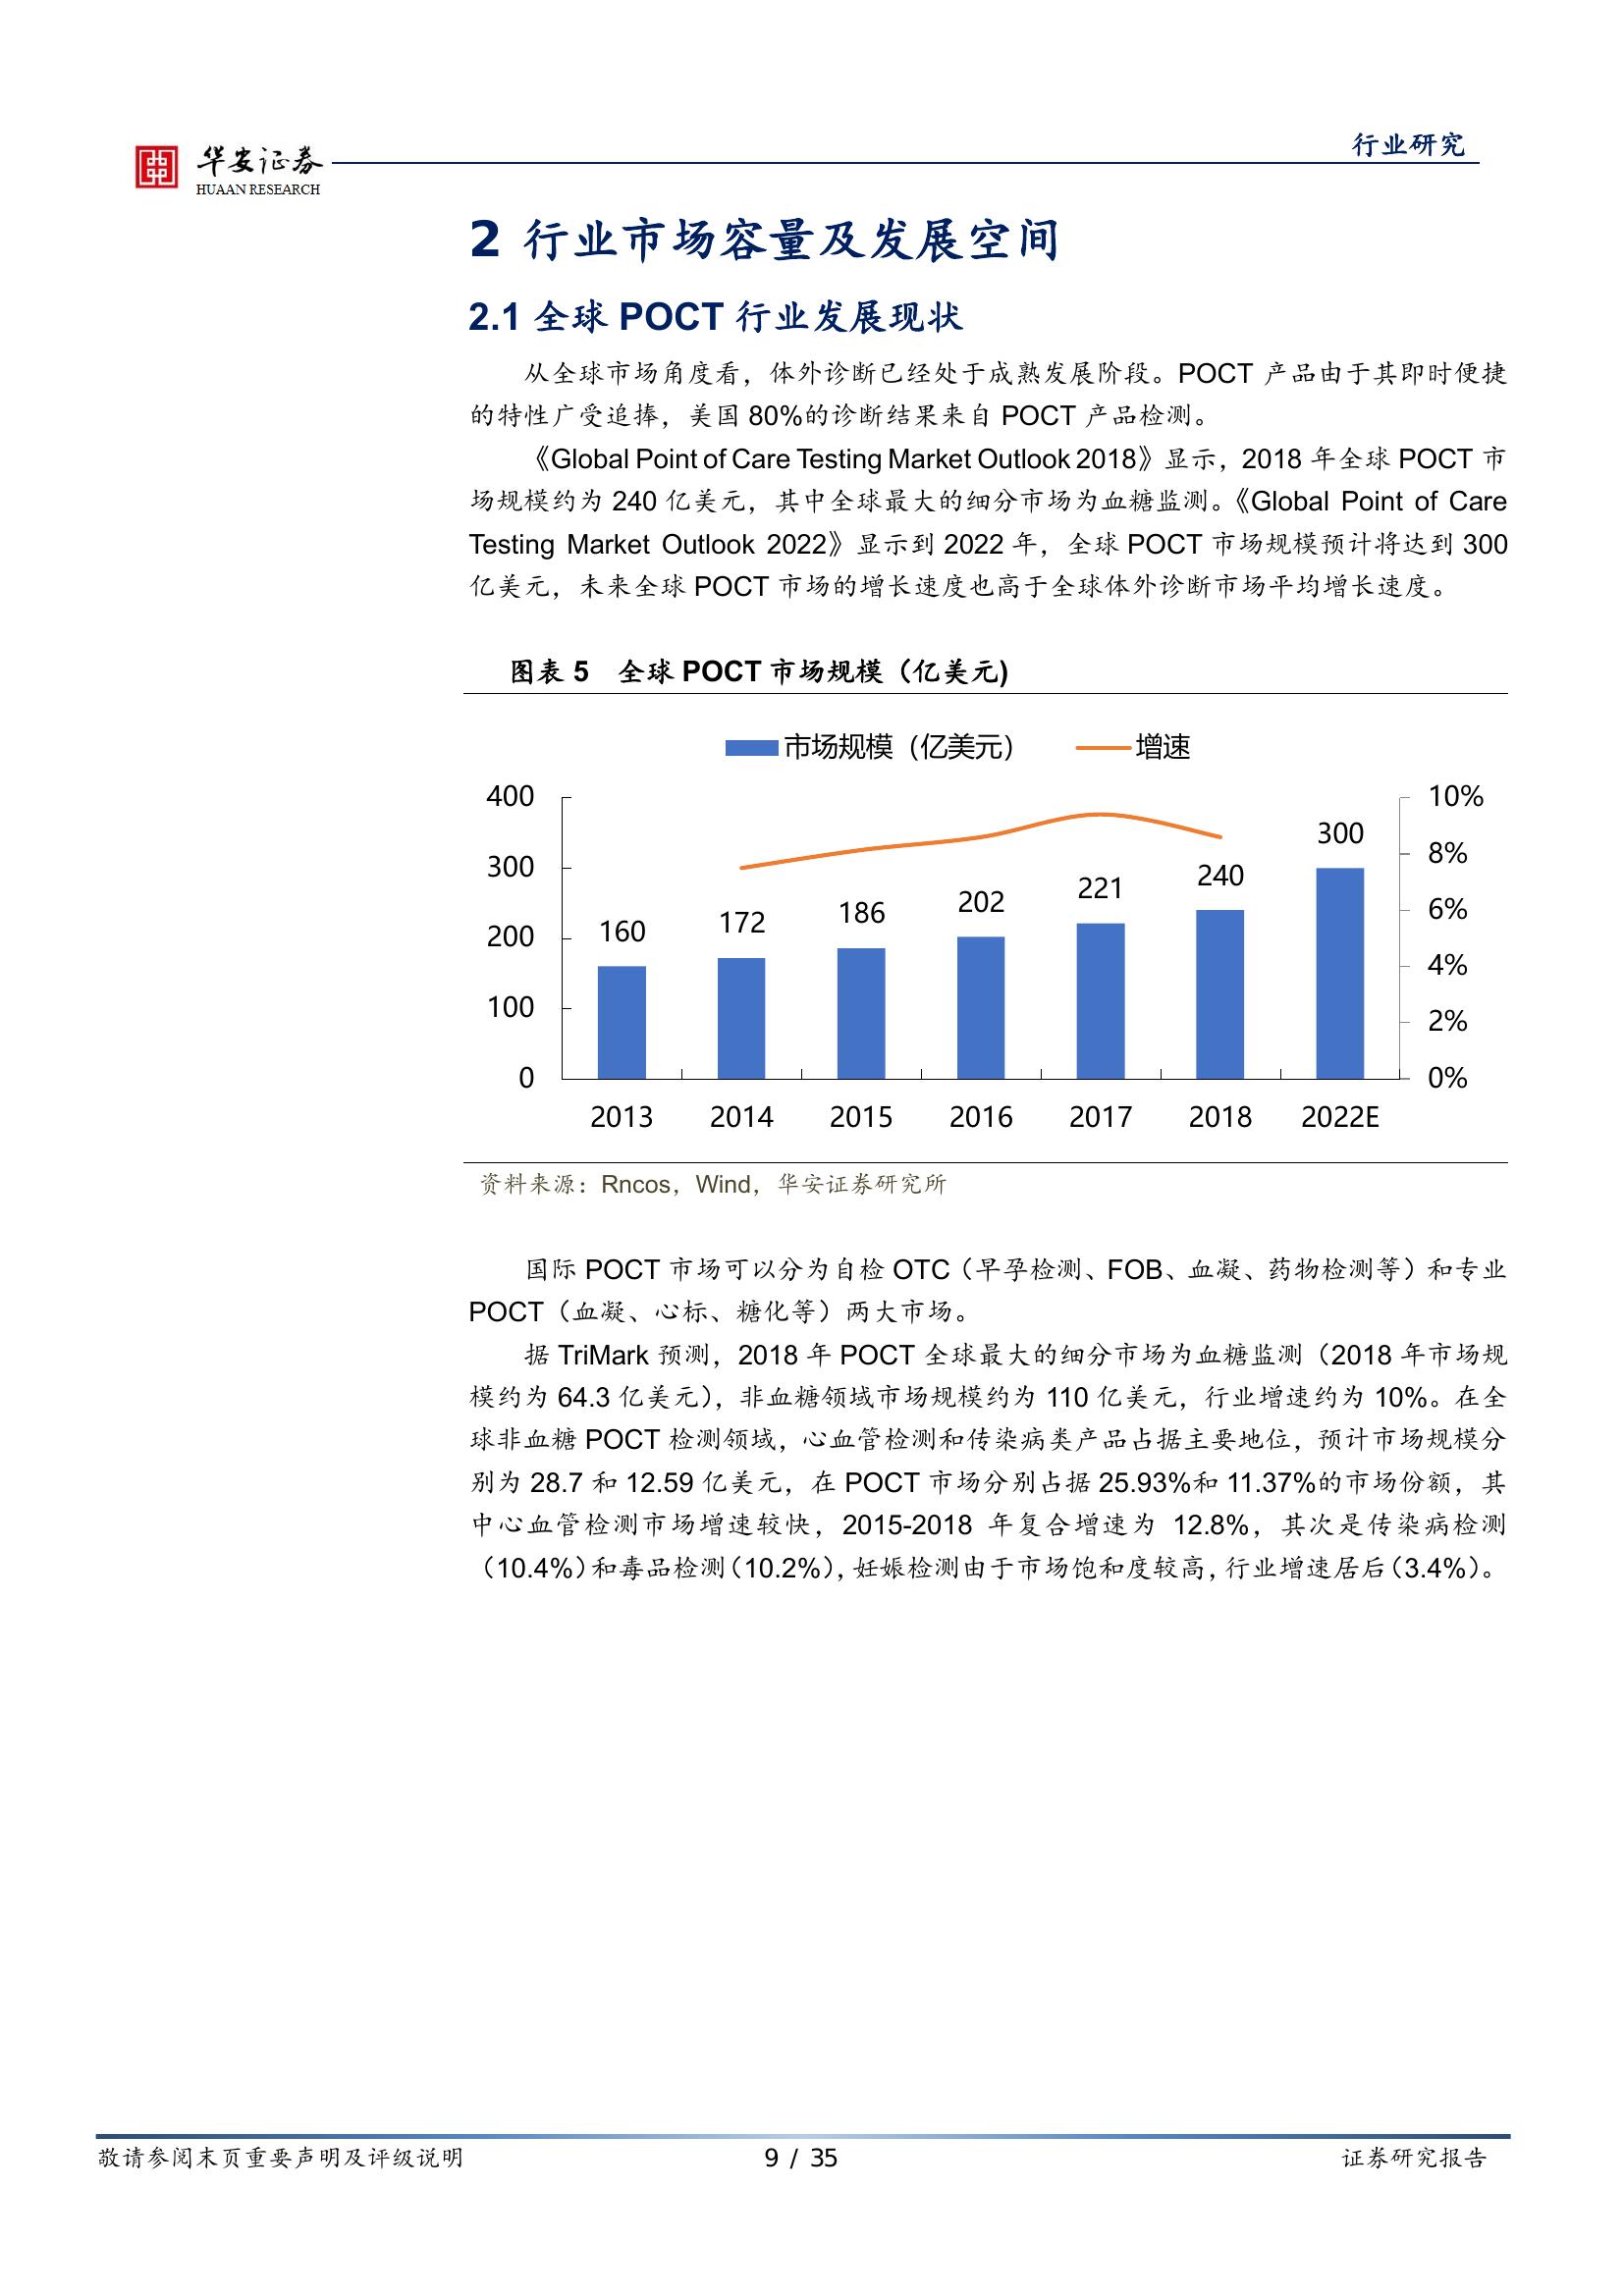 华安证券
HUAAN RESEARCH
行业研究
2 行业市场容量及发展空间
2.1 全球 POCT 行业发展现状
从全球市场角度看，体外诊断已经处于成熟发展阶段。POCT 产品由于其即时便捷
的特性广受追捧，美国 80%的诊断结果来自 POCT 产品检测。
《Global Point of Care Testing Market Outlook 2018》显示，2018 年全球 POCT 市
场规模约为 240 亿美元，其中全球最大的细分市场为血糖监测。《Global Point of Care
Testing Market Outlook 2022》显示到 2022 年，全球 POCT 市场规模预计将达到 300
亿美元，未来全球 POCT 市场的增长速度也高于全球体外诊断市场平均增长速度。
图表 5 全球 POCT 市场规模（亿美元)
市场规模（亿美元） 增速
400 10%
300
300 8%
240
221
202
186
172
160
200 6%
4%
100
2%
0 0%
2013 2014 2015 2016 2017 2018 2022E
资料来源：Rncos，Wind，华安证券研究所
国际 POCT 市场可以分为自检 OTC（早孕检测、FOB、血凝、药物检测等）和专业
POCT（血凝、心标、糖化等）两大市场。
据 TriMark 预测，2018 年 POCT 全球最大的细分市场为血糖监测（2018 年市场规
模约为 64.3 亿美元），非血糖领域市场规模约为 110 亿美元，行业增速约为 10%。在全
球非血糖 POCT 检测领域，心血管检测和传染病类产品占据主要地位，预计市场规模分
别为 28.7 和 12.59 亿美元，在 POCT 市场分别占据 25.93%和 11.37%的市场份额，其
中心血管检测市场增速较快，2015-2018 年复合增速为 12.8%，其次是传染病检测
（10.4%）和毒品检测（10.2%），妊娠检测由于市场饱和度较高，行业增速居后（3.4%）。
敬请参阅末页重要声明及评级说明 9 / 35 证券研究报告